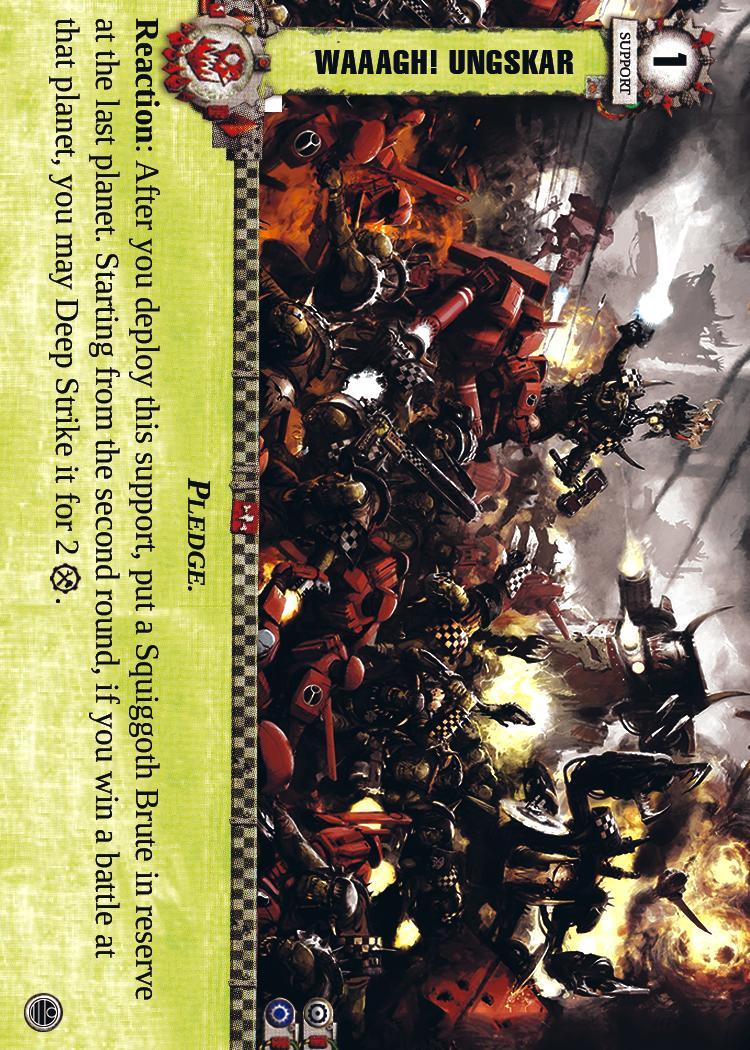 1
SUPPORT
WAAAGH! UNGSKAR
PLEDGE.
Reaction: After you deploy this support, put a Squiggoth Brute in reserve
at the last planet. Starting from the second round, if you win a battle at
that planet, you may Deep Strike it for 2 .